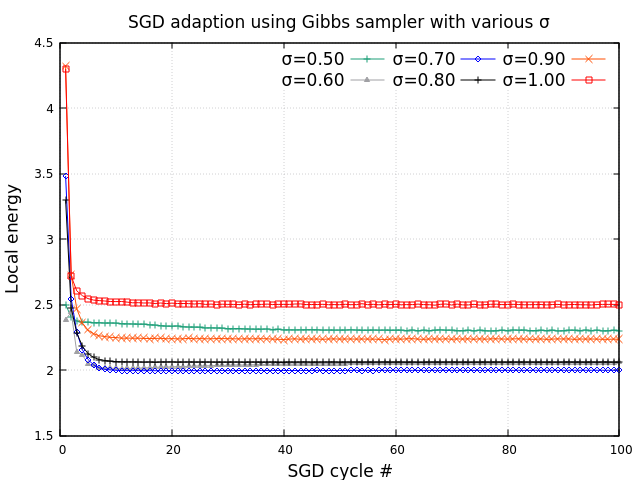 SGD adaption using Gibbs sampler with various σ
4.5
4
3.5
3
2.5
2
1.5
Local energy
σ=0.50 σ=0.70 σ=0.90
σ=0.60 σ=0.80 σ=1.00
0 20 40 60 80 100
SGD cycle #